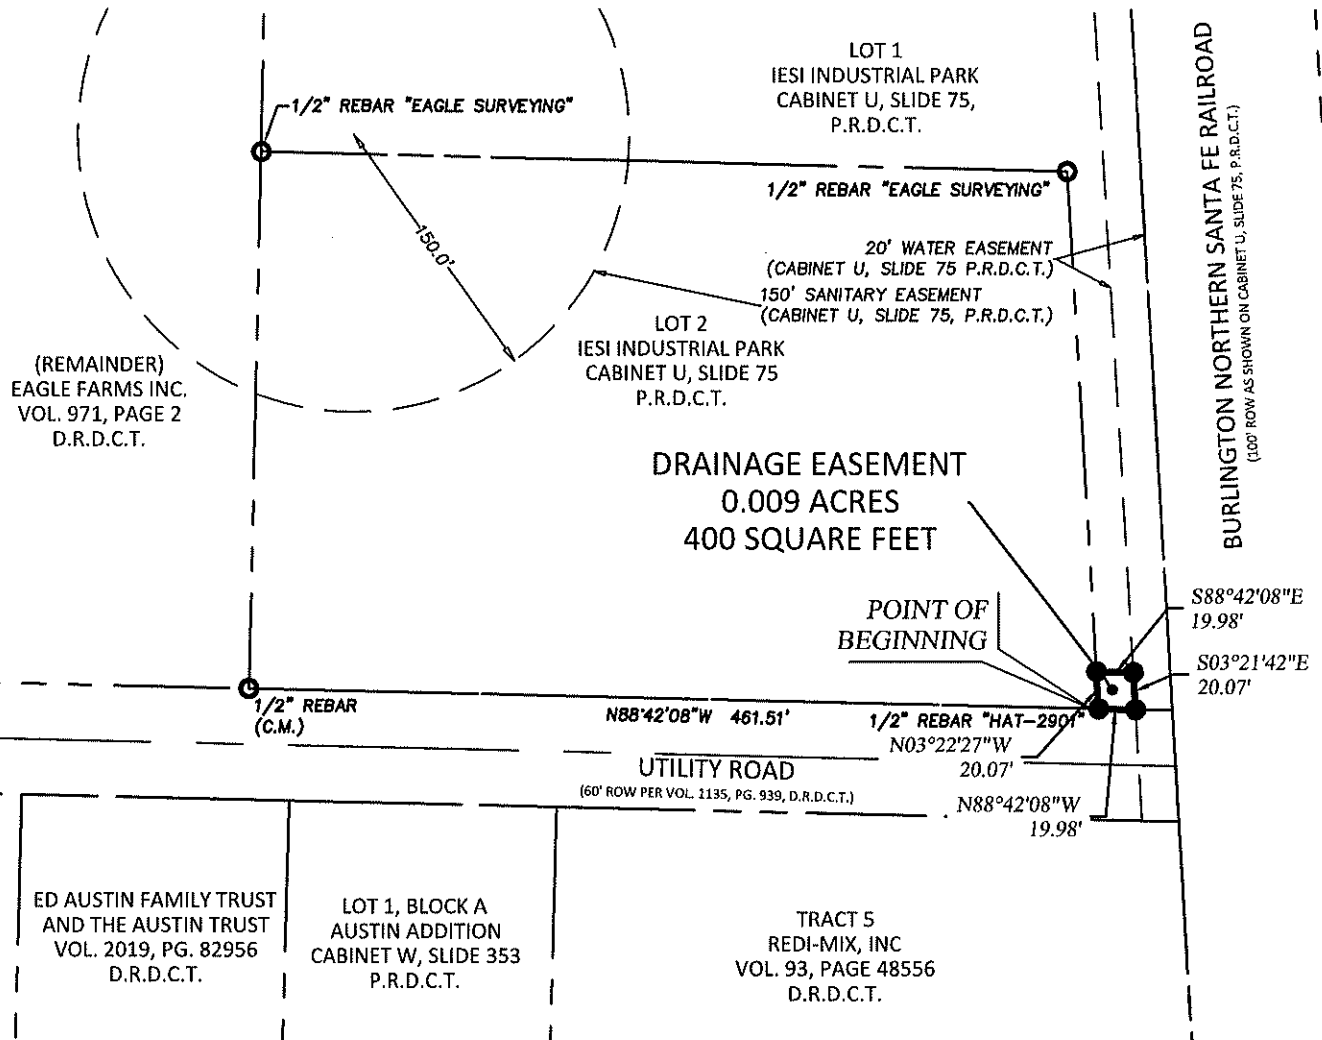 LOT 1
IESI INDUSTRIAL PARK
CABINET U, SLIDE 75,
P.R.D.C.T.
1/2" REBAR "EAGLE SURVEYING"
1/2" REBAR "EAGLE SURVEYING"
150.0'
20' WATER EASEMENT
(CABINET U, SLIDE 75 P.R.D.C.T.)
150' SANITARY EASEMENT
(CABINET U, SLIDE 75, P.R.D.C.T.)
BURLINGTON NORTHERN SANTA FE RAILROAD
(100' ROW AS SHOWN ON CABINET U, SLIDE 75, P.R.D.C.T.)
LOT 2
IESI INDUSTRIAL PARK
CABINET U, SLIDE 75
P.R.D.C.T.
(REMAINDER)
EAGLE FARMS INC.
VOL. 971, PAGE 2
D.R.D.C.T.
DRAINAGE EASEMENT
0.009 ACRES
400 SQUARE FEET
POINT OF
BEGINNING
S88°42'08"E
19.98'
S03°21'42"E
20.07'
1/2" REBAR
(C.M.)
N88°42'08"W 461.51'
1/2" REBAR "HAT-2901"
N03°22'27"W
20.07'
UTILITY ROAD
(60' ROW PER VOL. 1135, PG. 939, D.R.D.C.T.)
N88°42'08"W
19.98'
ED AUSTIN FAMILY TRUST
AND THE AUSTIN TRUST
VOL. 2019, PG. 82956
D.R.D.C.T.
LOT 1, BLOCK A
AUSTIN ADDITION
CABINET W, SLIDE 353
P.R.D.C.T.
TRACT 5
REDI-MIX, INC
VOL. 93, PAGE 48556
D.R.D.C.T.